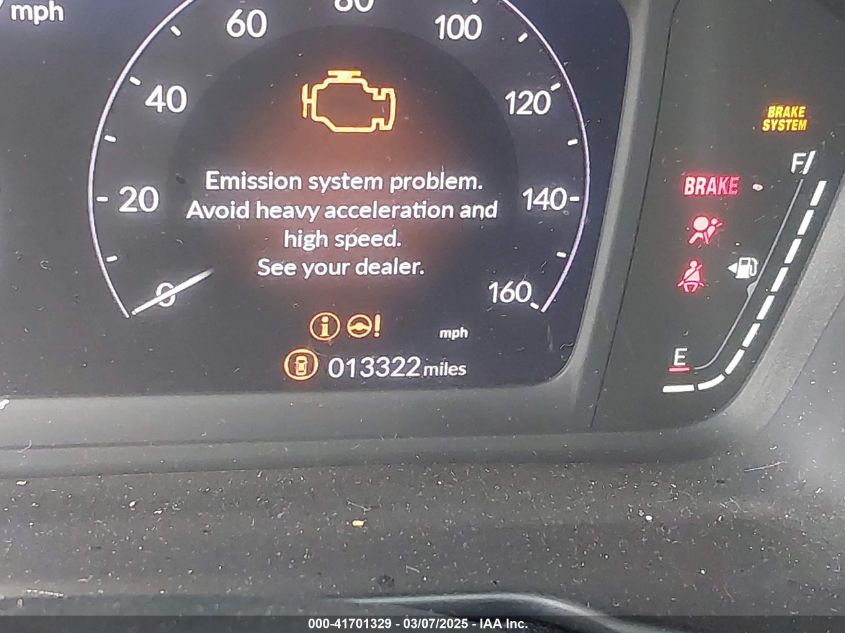 mph
80
60
100
40
120
BRAKE
SYSTEM
F
Emission system problem.
BRAKE
20
Avoid heavy acceleration and
140
high speed.
See your dealer.
0
160
mph
E
013322 miles
000-41701329 - 03/07/2025 - IAA Inc.